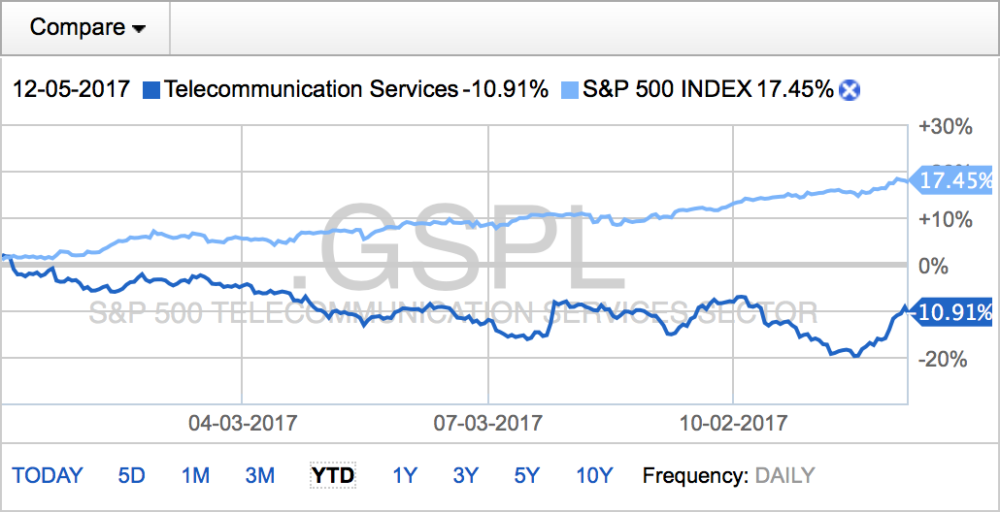 Compare
12-05-2017 Telecommunication Services -10.91% S&P 500 INDEX 17.45%
+30%
17.45%
+10%
0%
-10.91%
-20%
.GSPL
S&P 500 TELECOMMUNICATION SERVICES SECTOR
04-03-2017 07-03-2017 10-02-2017
TODAY 5D 1M 3M YTD 1Y 3Y 5Y 10Y Frequency: DAILY